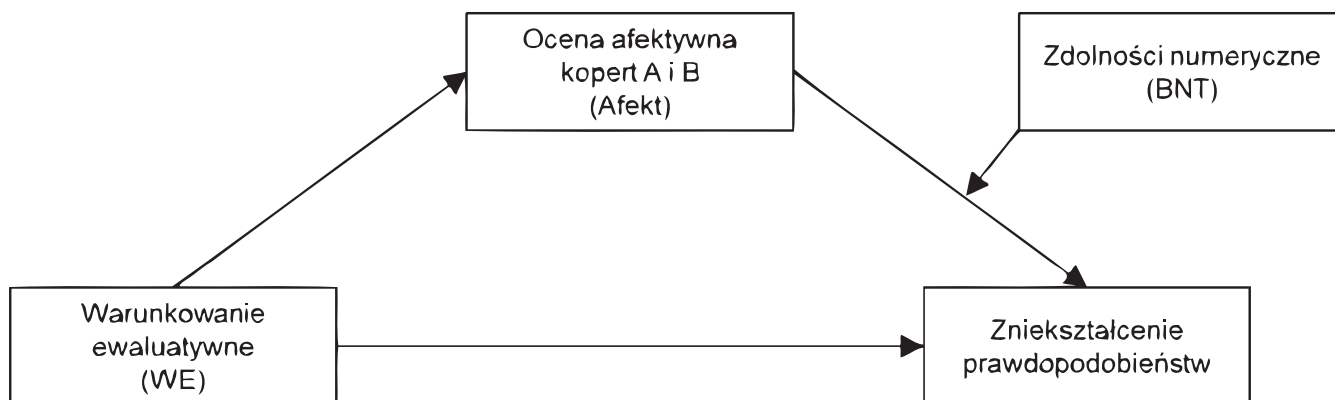 Ocena afektywna
kopert A i B
(Afekt)
Zdolności numeryczne
(BNT)
Warunkowanie
ewaluatywne
(WE)
Zniekształcenie
prawdopodobieństw